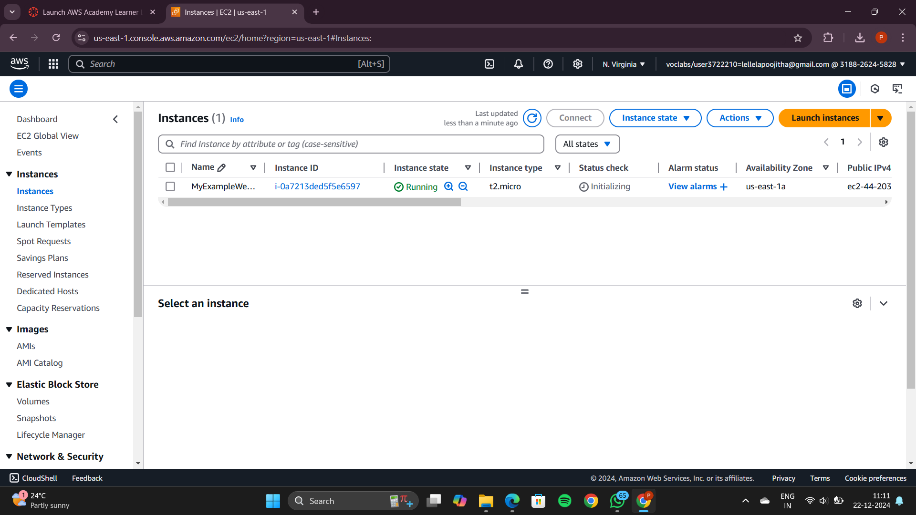 Launch AWS Academy Learner
Instances | EC2 | us-east-1
us-east-1.console.aws.amazon.com/ec2/home?region=us-east-1#Instances:
P
aws
Search [Alt+S]
N. Virginia
voclabs/user3722210=lellelapoojitha@gmail.com @ 3188-2624-5828
Dashboard
EC2 Global View
Events
Instances
Instances
Instance Types
Launch Templates
Spot Requests
Savings Plans
Reserved Instances
Dedicated Hosts
Capacity Reservations
Images
AMIs
AMI Catalog
Elastic Block Store
Volumes
Snapshots
Lifecycle Manager
Network & Security
Instances (1) Info
Last updated
less than a minute ago
Connect
Instance state
Actions
Launch instances
Find Instance by attribute or tag (case-sensitive)
All states
1
Name Instance ID Instance state Instance type Status check Alarm status Availability Zone Public IPv4
MyExampleWe... i-0a7213ded5f5e6597 Running t2.micro Initializing View alarms + us-east-1a ec2-44-203
Select an instance
CloudShell Feedback
© 2024, Amazon Web Services, Inc. or its affiliates. Privacy Terms Cookie preferences
1
24°C
Partly sunny
Search
65
P
ENG
IN
11:11
22-12-2024